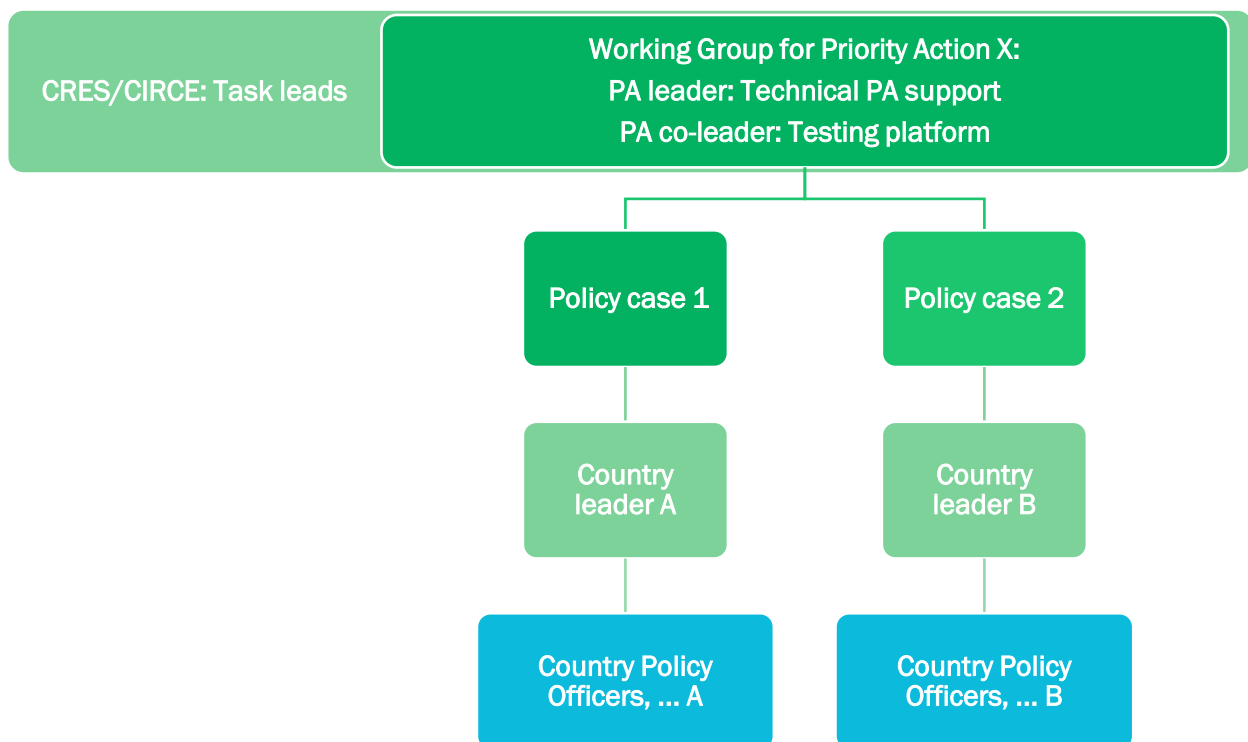 CRES/CIRCE: Task leads
Working Group for Priority Action X:
PA leader: Technical PA support
PA co-leader: Testing platform
Policy case 1
Policy case 2
Country
leader A
Country
leader B
Country Policy
Officers, ... A
Country Policy
Officers, ... B